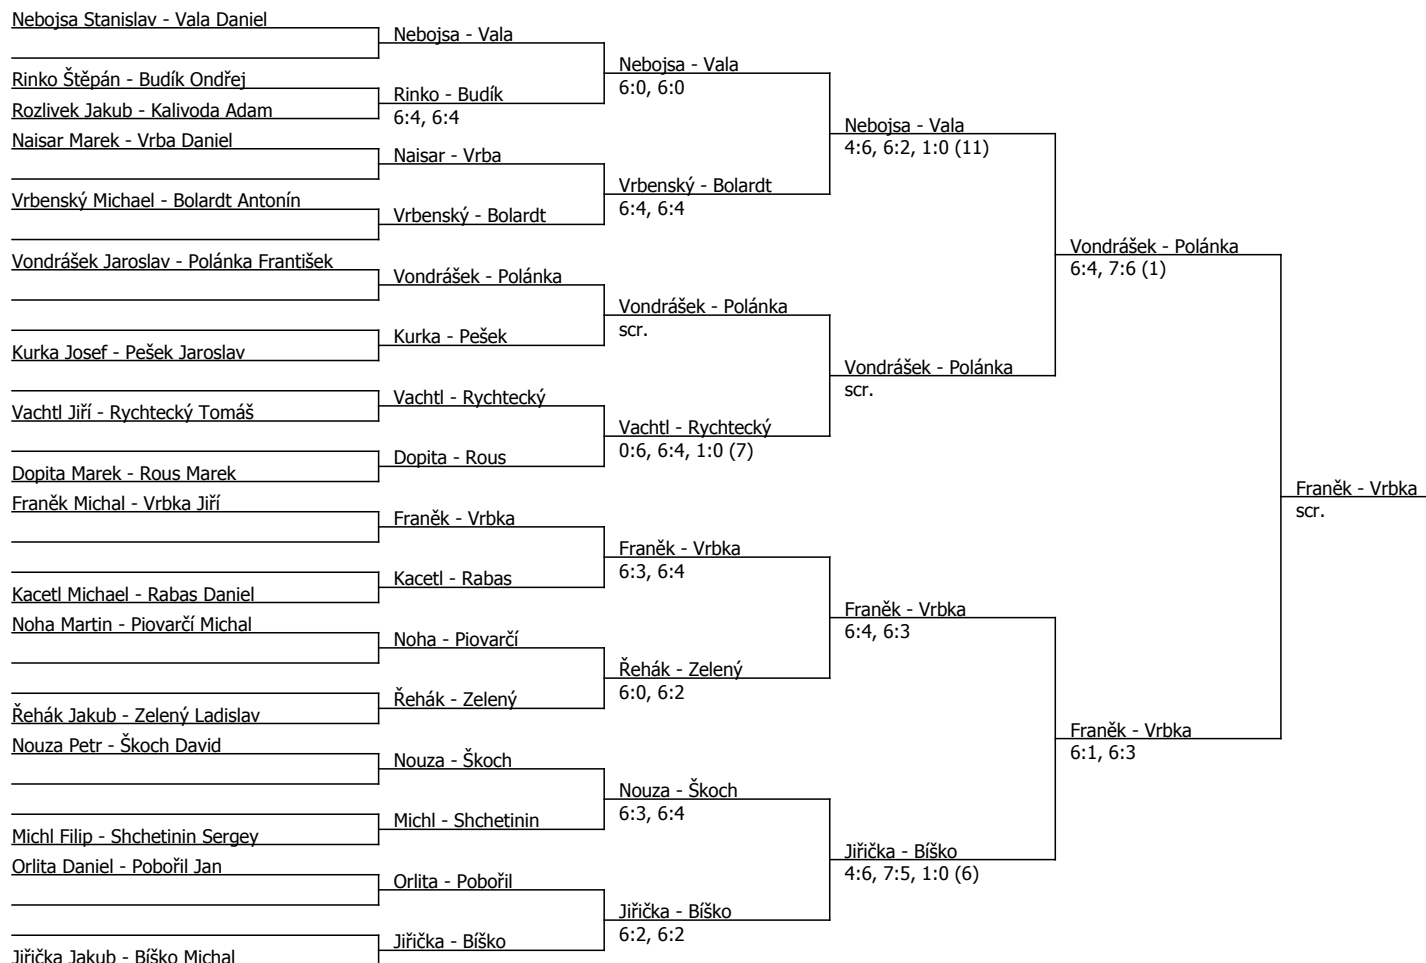 Nebojsa Stanislav - Vala Daniel
Rinko Štěpán - Budík Ondřej
Rozlivek Jakub - Kalivoda Adam
Naisar Marek - Vrba Daniel
Vrbenský Michael - Bolardt Antonín
Vondrášek Jaroslav - Polánka František
Kurka Josef - Pešek Jaroslav
Vachtl Jiří - Rychtecký Tomáš
Dopita Marek - Rous Marek
Franěk Michal - Vrbka Jiří
Kacetl Michael - Rabas Daniel
Noha Martin - Piovarčí Michal
Řehák Jakub - Zelený Ladislav
Nouza Petr - Škoch David
Michl Filip - Shchetinin Sergey
Orlita Daniel - Pobořil Jan
Jiřička Jakub - Bíško Michal
Nebojsa - Vala
Rinko - Budík
6:4, 6:4
Naisar - Vrba
Vrbenský - Bolardt
Vondrášek - Polánka
Kurka - Pešek
Vachtl - Rychtecký
Dopita - Rous
Franěk - Vrbka
Kacetl - Rabas
Noha - Piovarčí
Řehák - Zelený
Nouza - Škoch
Michl - Shchetinin
Orlita - Pobořil
Jiřička - Bíško
Nebojsa - Vala
6:0, 6:0
Vrbenský - Bolardt
6:4, 6:4
Vondrášek - Polánka
scr.
Vachtl - Rychtecký
0:6, 6:4, 1:0 (7)
Franěk - Vrbka
6:3, 6:4
Řehák - Zelený
6:0, 6:2
Nouza - Škoch
6:3, 6:4
Jiřička - Bíško
6:2, 6:2
Nebojsa - Vala
4:6, 6:2, 1:0 (11)
Vondrášek - Polánka
scr.
Franěk - Vrbka
6:4, 6:3
Jiřička - Bíško
4:6, 7:5, 1:0 (6)
Vondrášek - Polánka
6:4, 7:6 (1)
Franěk - Vrbka
6:1, 6:3
Franěk - Vrbka
scr.